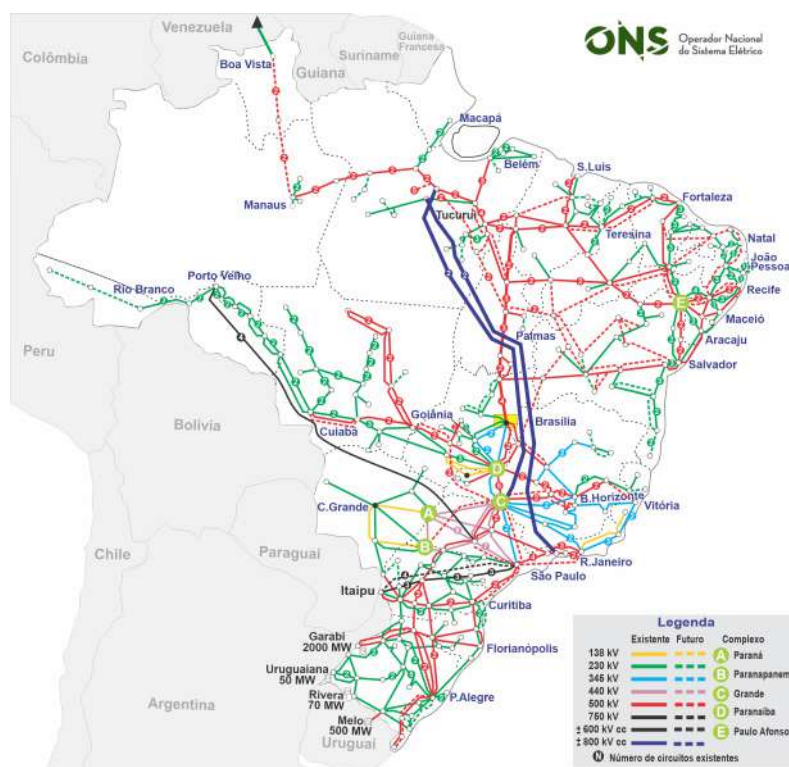 ONS
Operador Nacional
do Sistema Elétrico
Venezuela
Colômbia
Guiana
Francesa
Suriname
Guiana
Boa Vista
Macapá
Belém
S.Luis
Manaus
Tucuruí
Teresina
Fortaleza
Natal
João
Pessoa
Recife
Maceió
Aracaju
Salvador
E
Porto Velho
Rio Branco
Peru
Palmas
Bolívia
Cuiabá
Goiânia
Brasília
D
C
B.Horizonte
Vitória
C.Grande
A
B
Chile
Paraguai
R.Janeiro
São Paulo
Itaipu
Curitiba
Garabi
2000 MW
Florianópolis
Uruguaiana
50 MW
Rivera
70 MW
P.Alegre
Melo
500 MW
Argentina
Uruguai
Legenda
Existente Futuro Complexo
138 kV A Paraná
230 kV B Paranapanem
345 kV C Grande
440 kV D Paranaíba
500 kV E Paulo Afonso
750 kV
± 600 kV cc
± 800 kV cc
N Número de circuitos existentes